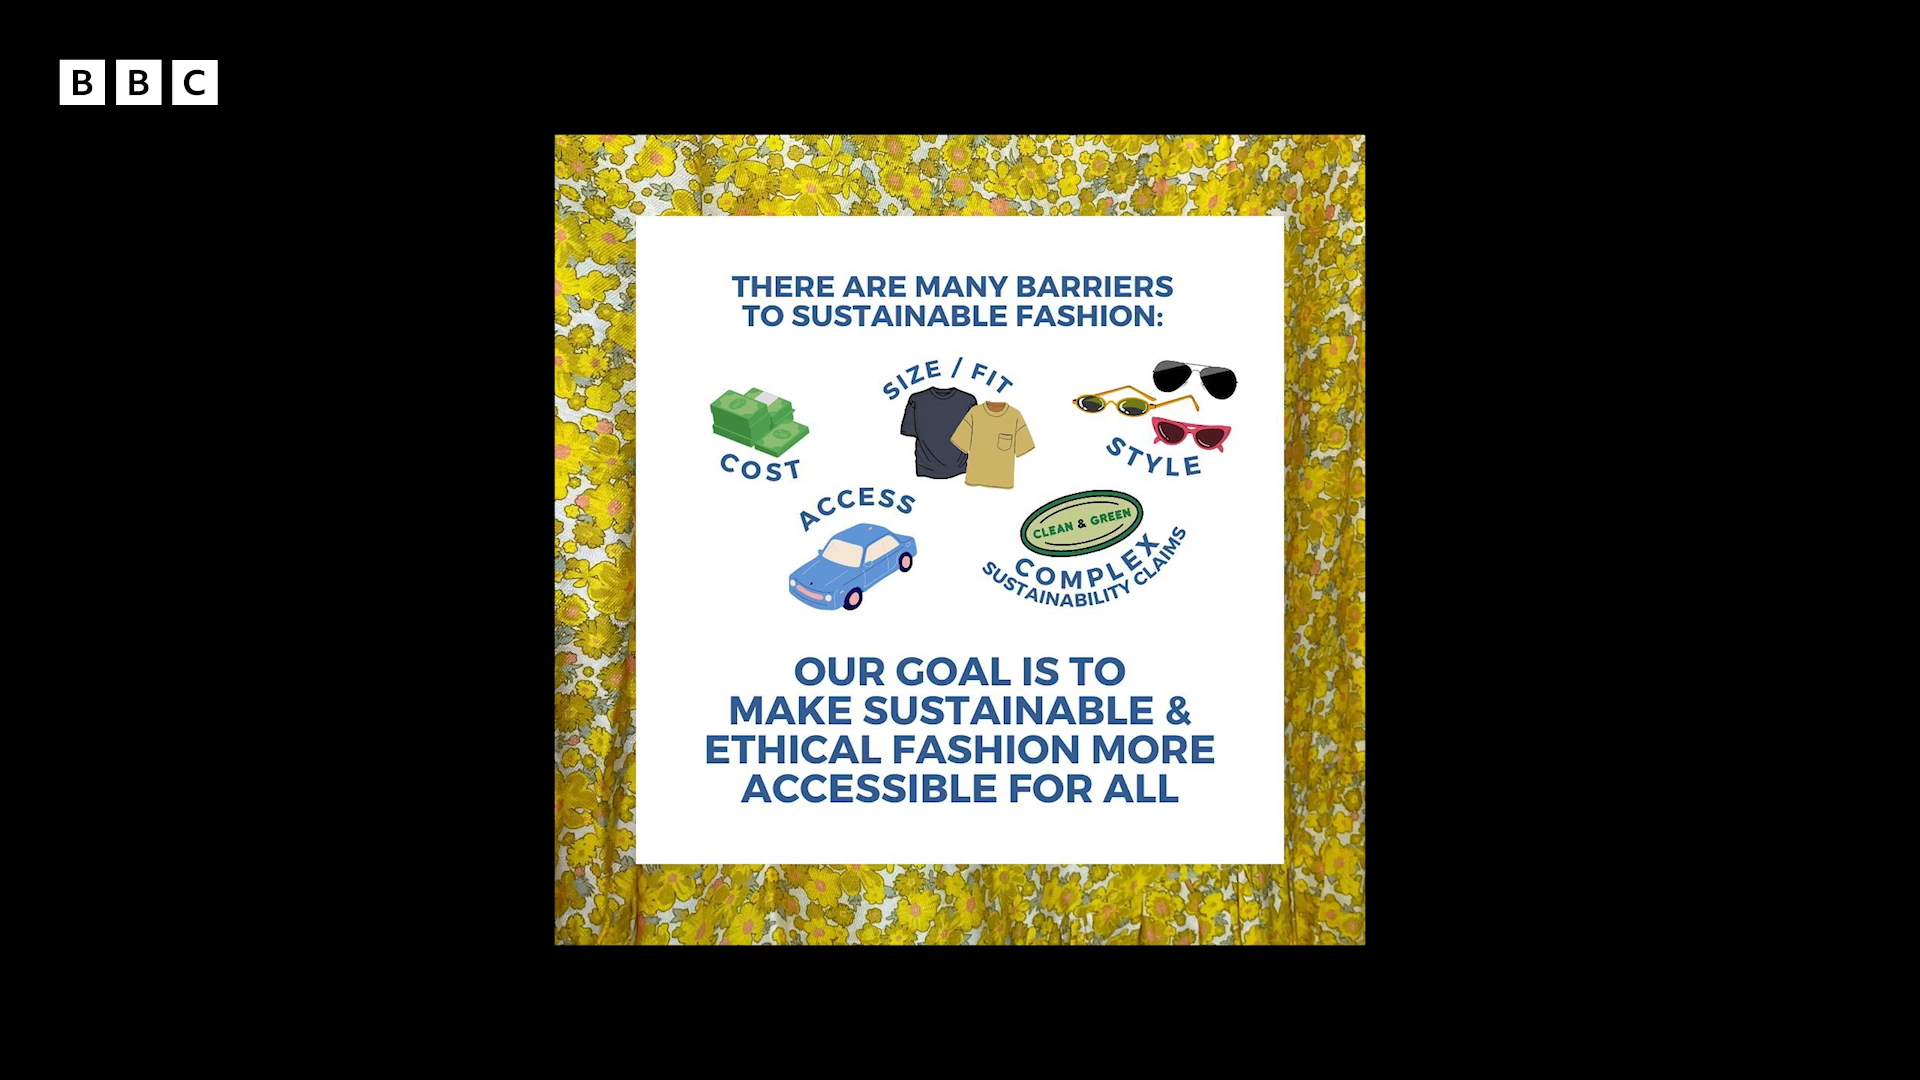 BBC
THERE ARE MANY BARRIERS
TO SUSTAINABLE FASHION:
COST
SIZE / FIT
STYLE
ACCESS
CLEAN & GREEN
COMPLEX
SUSTAINABILITY CLAIMS
OUR GOAL IS TO
MAKE SUSTAINABLE &
ETHICAL FASHION MORE
ACCESSIBLE FOR ALL